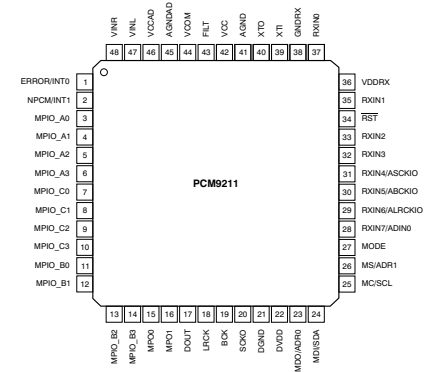 VINR
VINL
VCCAD
AGNDAD
VCOM
FILT
VCC
AGND
XTO
XTI
GNDRX
RXIN0
48 47 46 45 44 43 42 41 40 39 38 37
ERROR/INT0 1
NPCM/INT1 2
MPIO_A0 3
MPIO_A1 4
MPIO_A2 5
MPIO_A3 6
MPIO_C0 7
MPIO_C1 8
MPIO_C2 9
MPIO_C3 10
MPIO_B0 11
MPIO_B1 12
PCM9211
36 VDDRX
35 RXIN1
34 RST
33 RXIN2
32 RXIN3
31 RXIN4/ASCKIO
30 RXIN5/ABCKIO
29 RXIN6/ALRCKIO
28 RXIN7/ADIN0
27 MODE
26 MS/ADR1
25 MC/SCL
13 14 15 16 17 18 19 20 21 22 23 24
MPIO_B2
MPIO_B3
MPO0
MPO1
DOUT
LRCK
BCK
SCKO
DGND
DVDD
MDO/ADR0
MDI/SDA